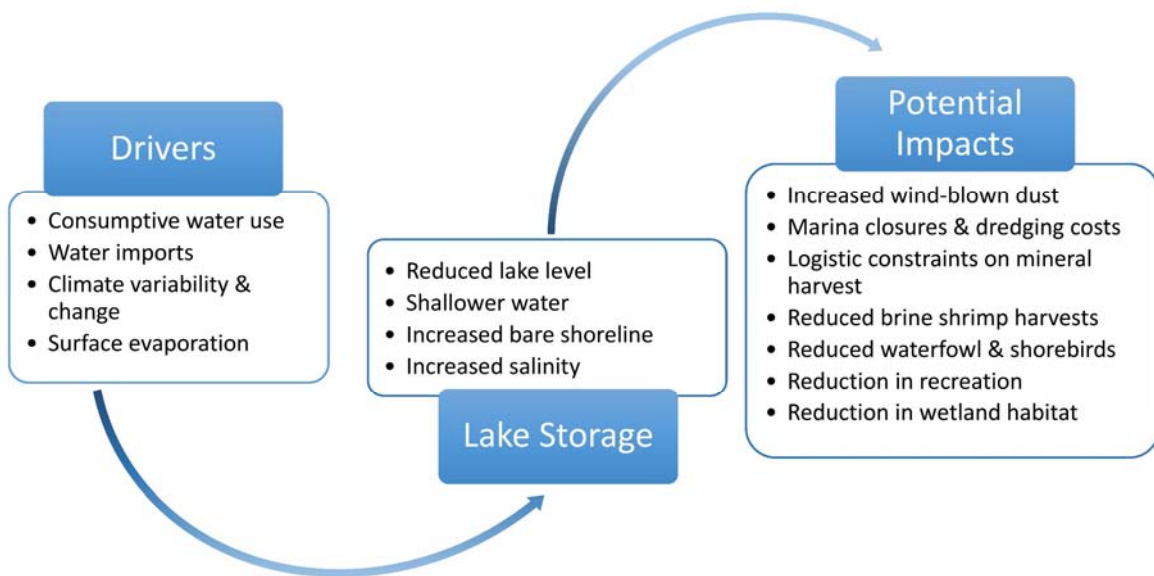 Drivers
• Consumptive water use
• Water imports
• Climate variability &
change
• Surface evaporation
• Reduced lake level
• Shallower water
• Increased bare shoreline
• Increased salinity
Lake Storage
Potential
Impacts
• Increased wind-blown dust
• Marina closures & dredging costs
• Logistic constraints on mineral
harvest
• Reduced brine shrimp harvests
• Reduced waterfowl & shorebirds
• Reduction in recreation
• Reduction in wetland habitat